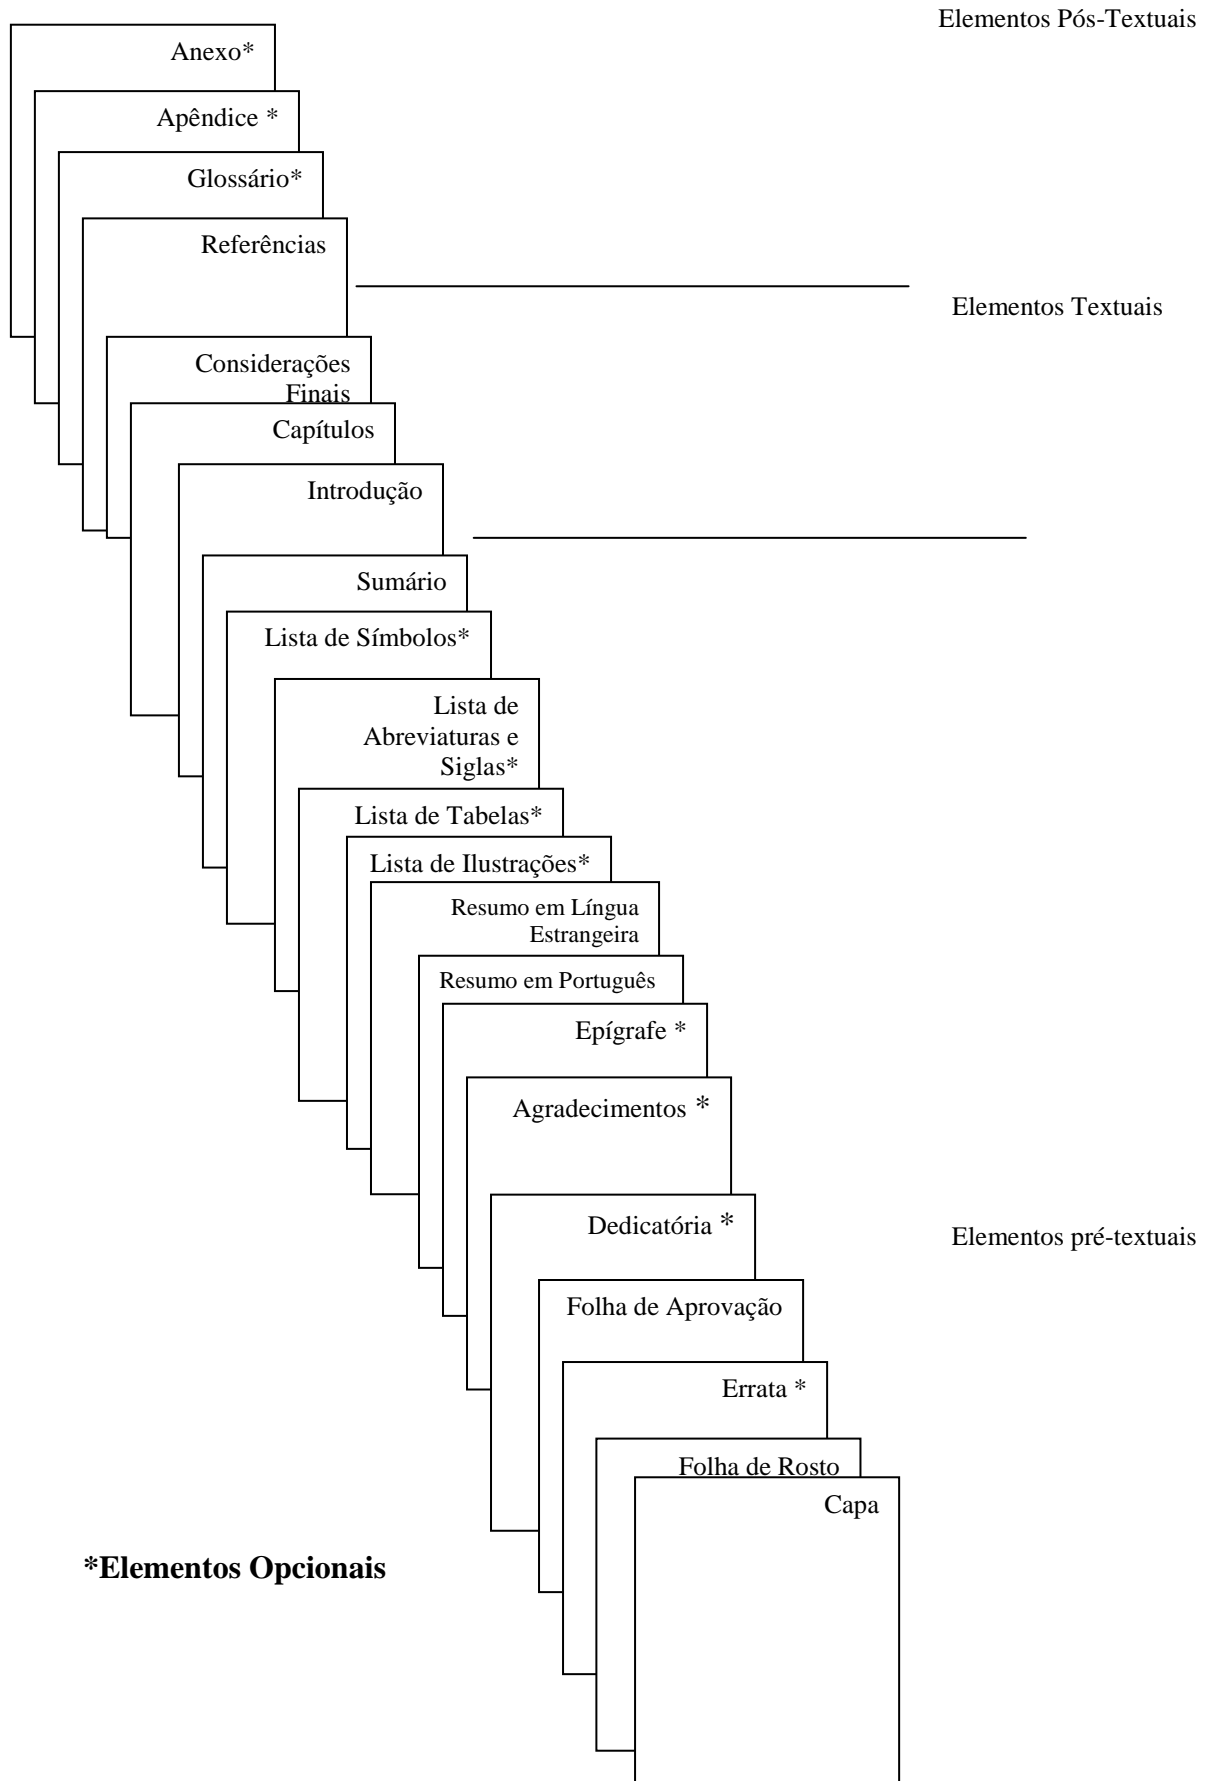 Elementos Pós-Textuais
Anexo*
Apêndice *
Glossário*
Referências
Elementos Textuais
Considerações
Finais
Capítulos
Introdução
Sumário
Lista de Símbolos*
Lista de
Abreviaturas e
Siglas*
Lista de Tabelas*
Lista de Ilustrações*
Resumo em Língua
Estrangeira
Resumo em Português
Epígrafe *
Agradecimentos *
Dedicatória *
Elementos pré-textuais
Folha de Aprovação
Errata *
Folha de Rosto
Capa
*Elementos Opcionais